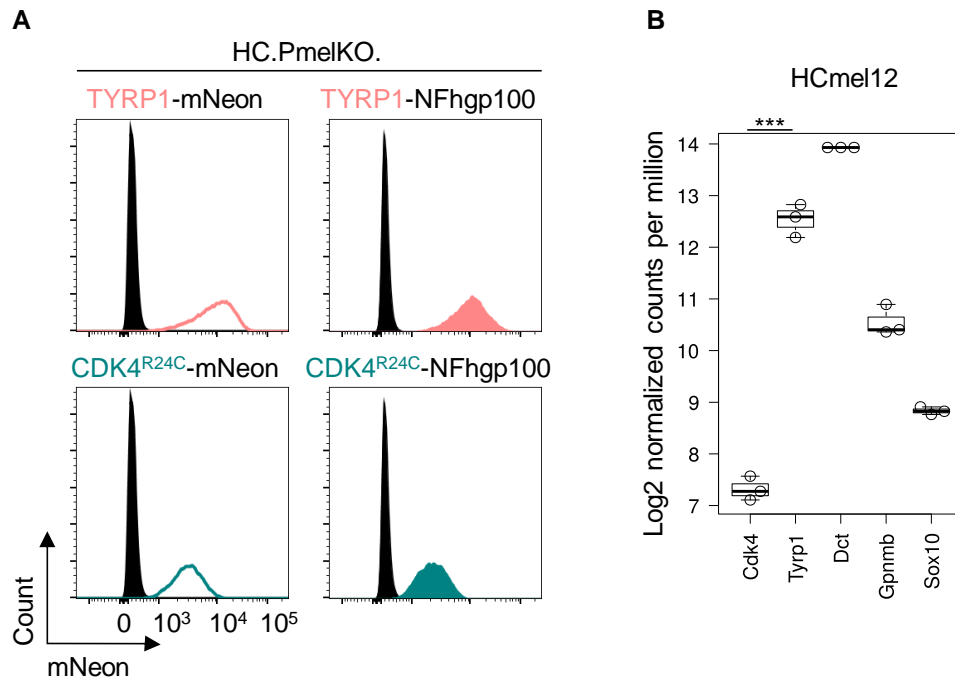 A
HC.PmelKO.
TYRP1-mNeon
TYRP1-NFhgp100
CDK4R24C-mNeon
CDK4R24C-NFhgp100
Count
0 10³ 10⁴ 10⁵
mNeon
B
HCmel12
***
Log2 normalized counts per million
14
13
12
11
10
9
8
7
Cdk4
Tyrp1
Dct
Gpnmb
Sox10